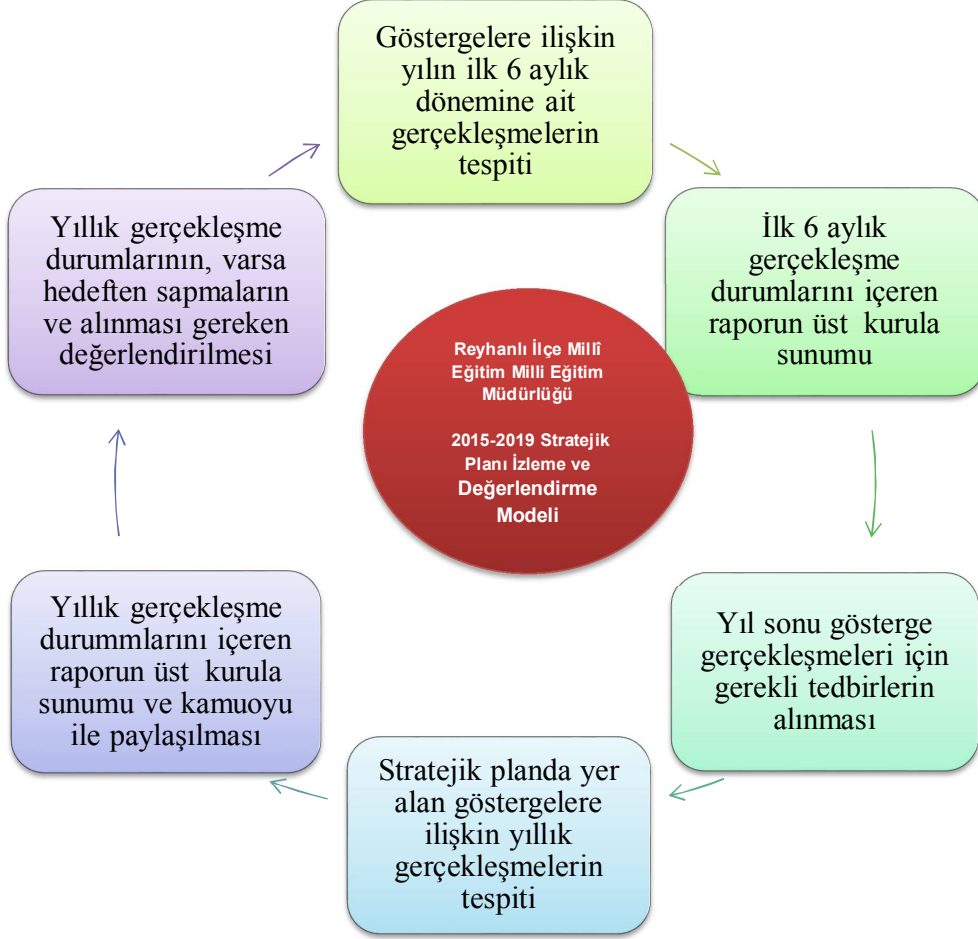 Göstergelere ilişkin
yılın ilk 6 aylık
dönemine ait
gerçekleşmelerin
tespiti
İlk 6 aylık
gerçekleşme
durumlarını içeren
raporun üst kurula
sunumu
Yıl sonu gösterge
gerçekleşmeleri için
gerekli tedbirlerin
alınması
Stratejik planda yer
alan göstergelere
ilişkin yıllık
gerçekleşmelerin
tespiti
Yıllık gerçekleşme
durummlarını içeren
raporun üst kurula
sunumu ve kamuoyu
ile paylaşılması
Yıllık gerçekleşme
durumlarının, varsa
hedeften sapmaların
ve alınması gereken
değerlendirilmesi
Reyhanlı İlçe Millî
Eğitim Milli Eğitim
Müdürlüğü
2015-2019 Stratejik
Planı İzleme ve
Değerlendirme
Modeli